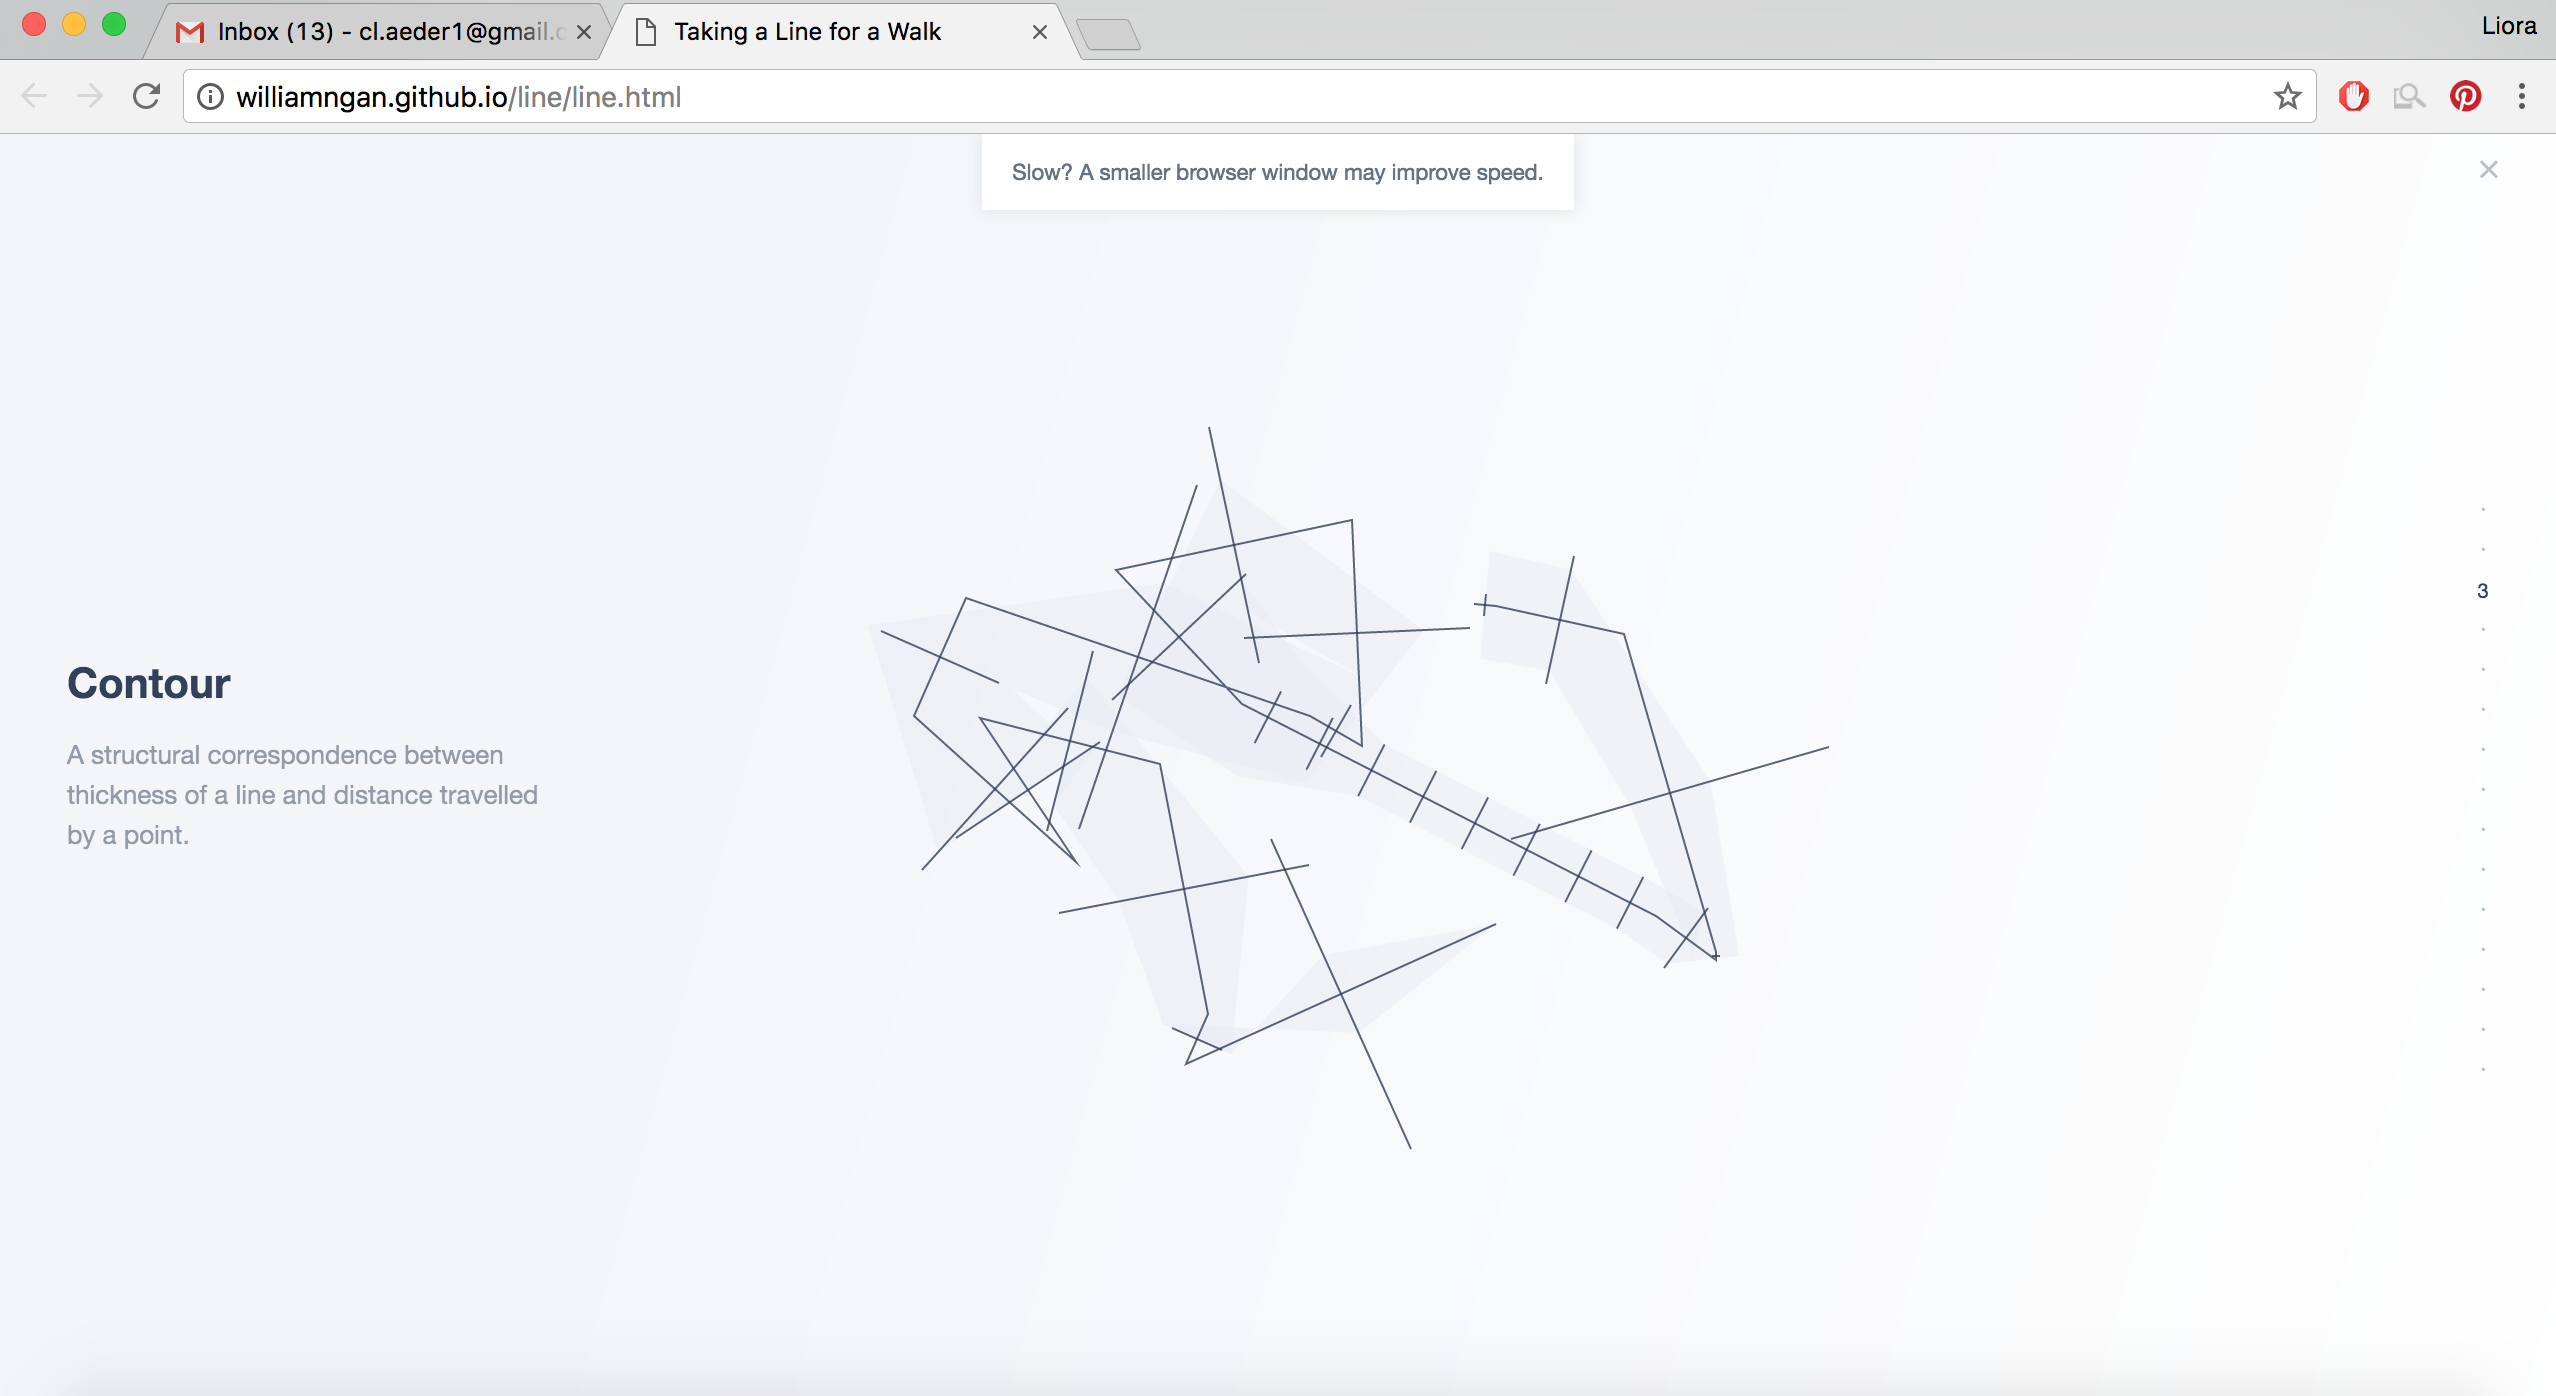 Inbox (13) - cl.aeder1@gmail.c
Taking a Line for a Walk
Liora
williamngan.github.io/line/line.html
Slow? A smaller browser window may improve speed.
3
Contour
A structural correspondence between
thickness of a line and distance travelled
by a point.